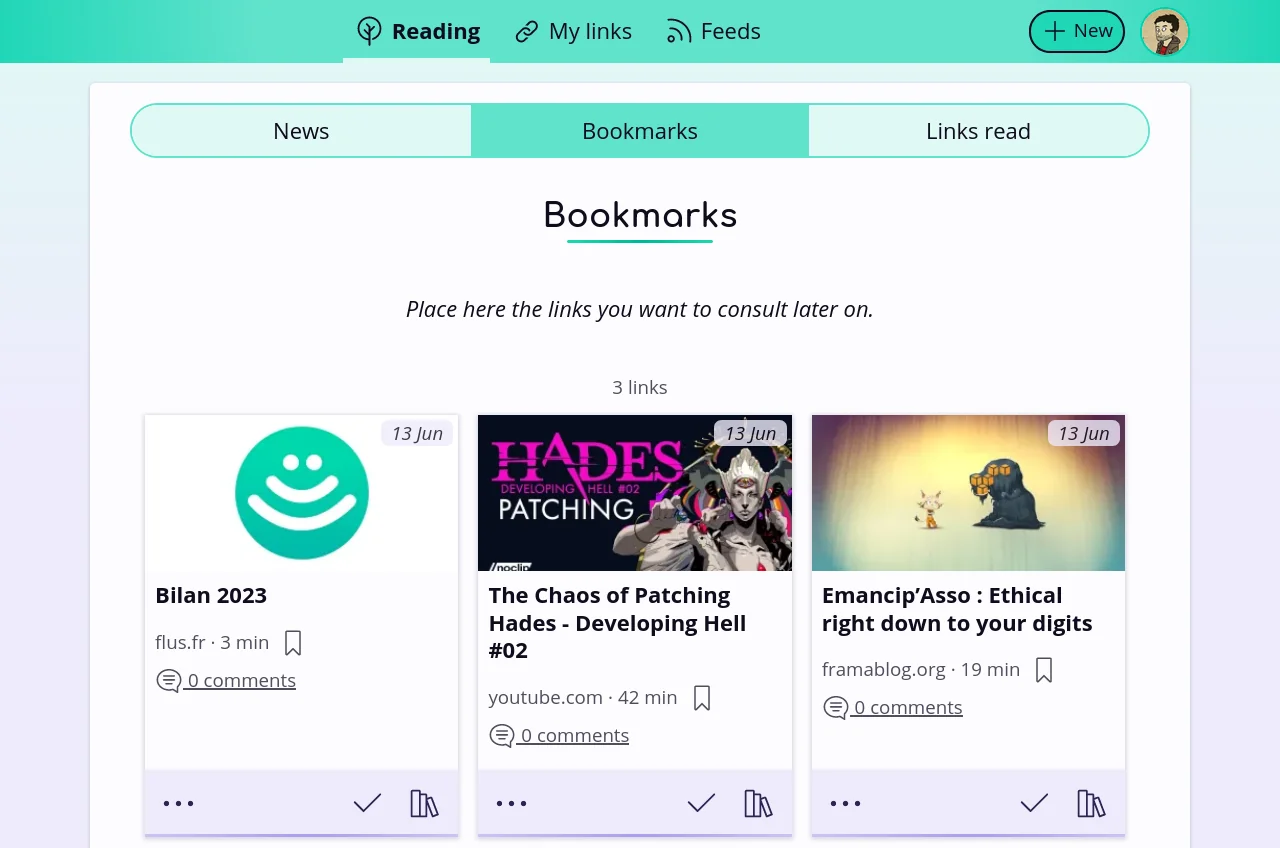 Reading
My links
Feeds
New
News
Bookmarks
Links read
Bookmarks
Place here the links you want to consult later on.
3 links
13 Jun
Bilan 2023
flus.fr · 3 min
0 comments
13 Jun
HADES
DEVELOPING HELL #02
PATCHING
noclip
The Chaos of Patching
Hades - Developing Hell
#02
youtube.com · 42 min
0 comments
13 Jun
Emancip’Asso : Ethical
right down to your digits
framablog.org · 19 min
0 comments